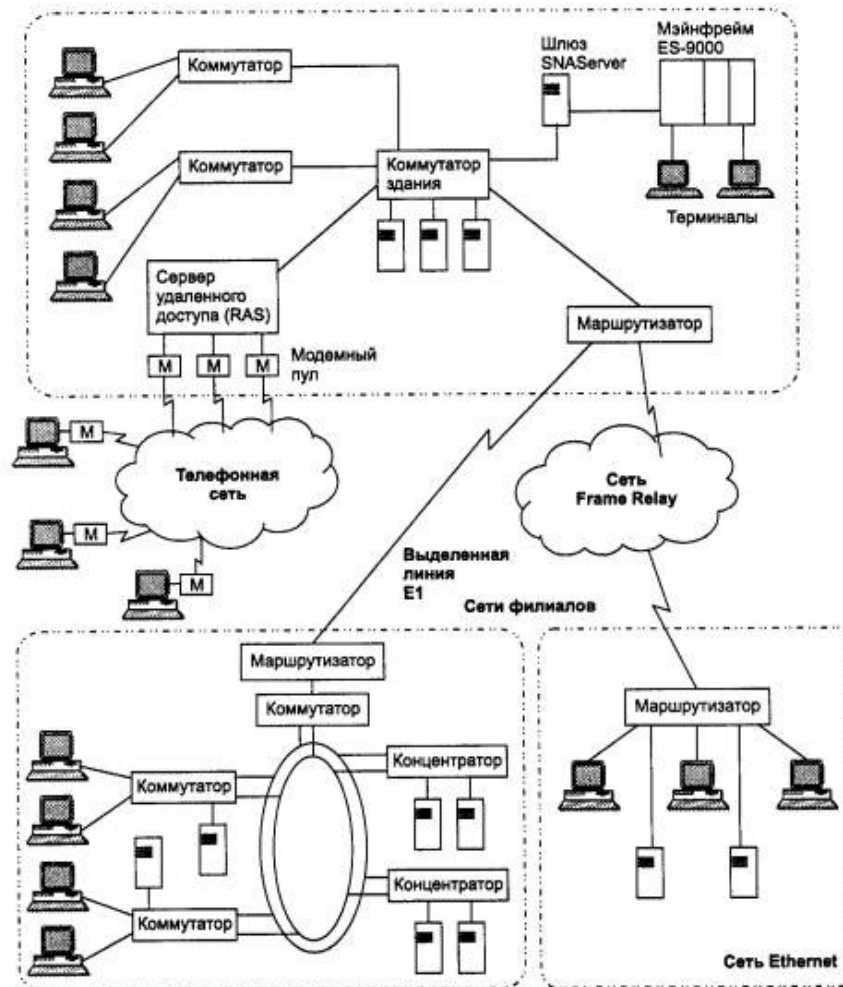 Коммутатор
Шлюз
SNAServer
Мэйнфрейм
ES-9000
Коммутатор
Коммутатор
здания
Терминалы
Сервер
удаленного
доступа (RAS)
Маршрутизатор
М
М
М
Модемный
пул
М
Телефонная
сеть
Сеть
Frame Relay
М
М
Выделенная
линия
Е1
Сети филиалов
Маршрутизатор
Коммутатор
Маршрутизатор
Коммутатор
Концентратор
Концентратор
Коммутатор
Сеть Ethernet